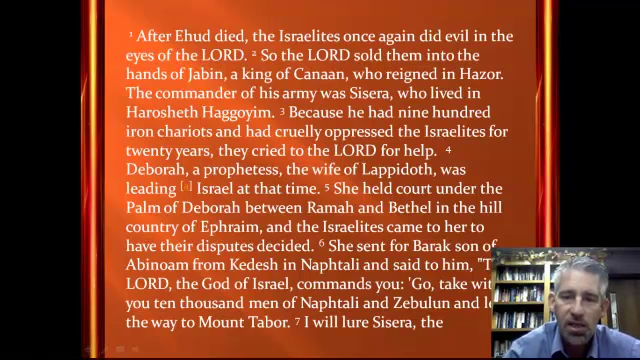 1 After Ehud died, the Israelites once again did evil in the
eyes of the LORD. 2 So the LORD sold them into the
hands of Jabin, a king of Canaan, who reigned in Hazor.
The commander of his army was Sisera, who lived in
Harosheth Haggoyim. 3 Because he had nine hundred
iron chariots and had cruelly oppressed the Israelites for
twenty years, they cried to the LORD for help. 4
Deborah, a prophetess, the wife of Lappidoth, was
leading [a] Israel at that time. 5 She held court under the
Palm of Deborah between Ramah and Bethel in the hill
country of Ephraim, and the Israelites came to her to
have their disputes decided. 6 She sent for Barak son of
Abinoam from Kedesh in Naphtali and said to him, "T
LORD, the God of Israel, commands you: 'Go, take wit
you ten thousand men of Naphtali and Zebulun and le
the way to Mount Tabor. 7 I will lure Sisera, the